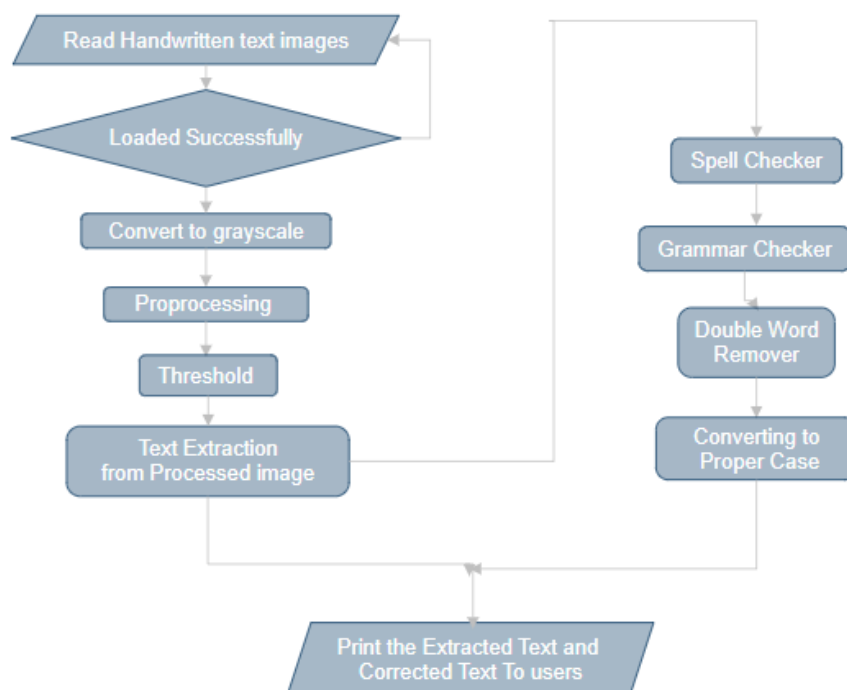 Read Handwritten text images
Loaded Successfully
Convert to grayscale
Proprocessing
Threshold
Text Extraction
from Processed image
Spell Checker
Grammar Checker
Double Word
Remover
Converting to
Proper Case
Print the Extracted Text and
Corrected Text To users